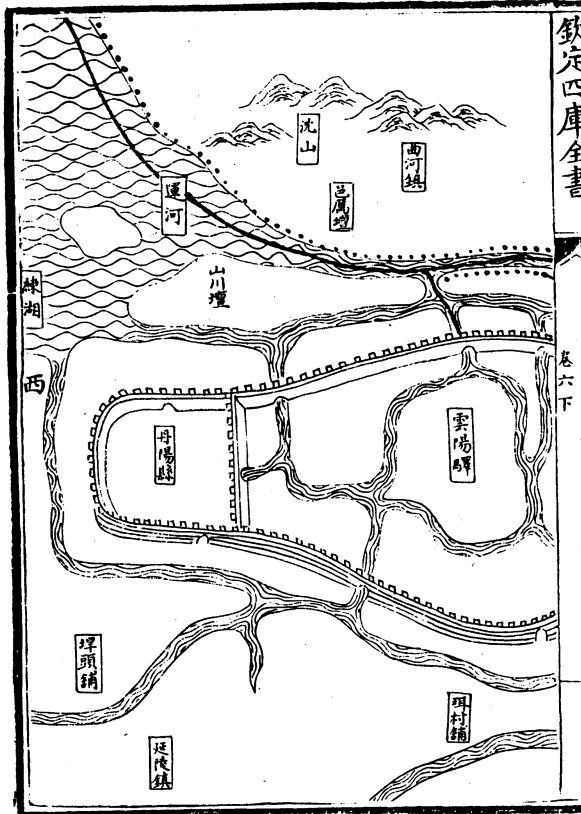 欽定四庫全書
卷六下
沈山
西河鎮
邑厲壇
運河
山川壇
練湖
西
雲陽驛
丹陽縣
埤頭鋪
珥村鋪
延陵鎮